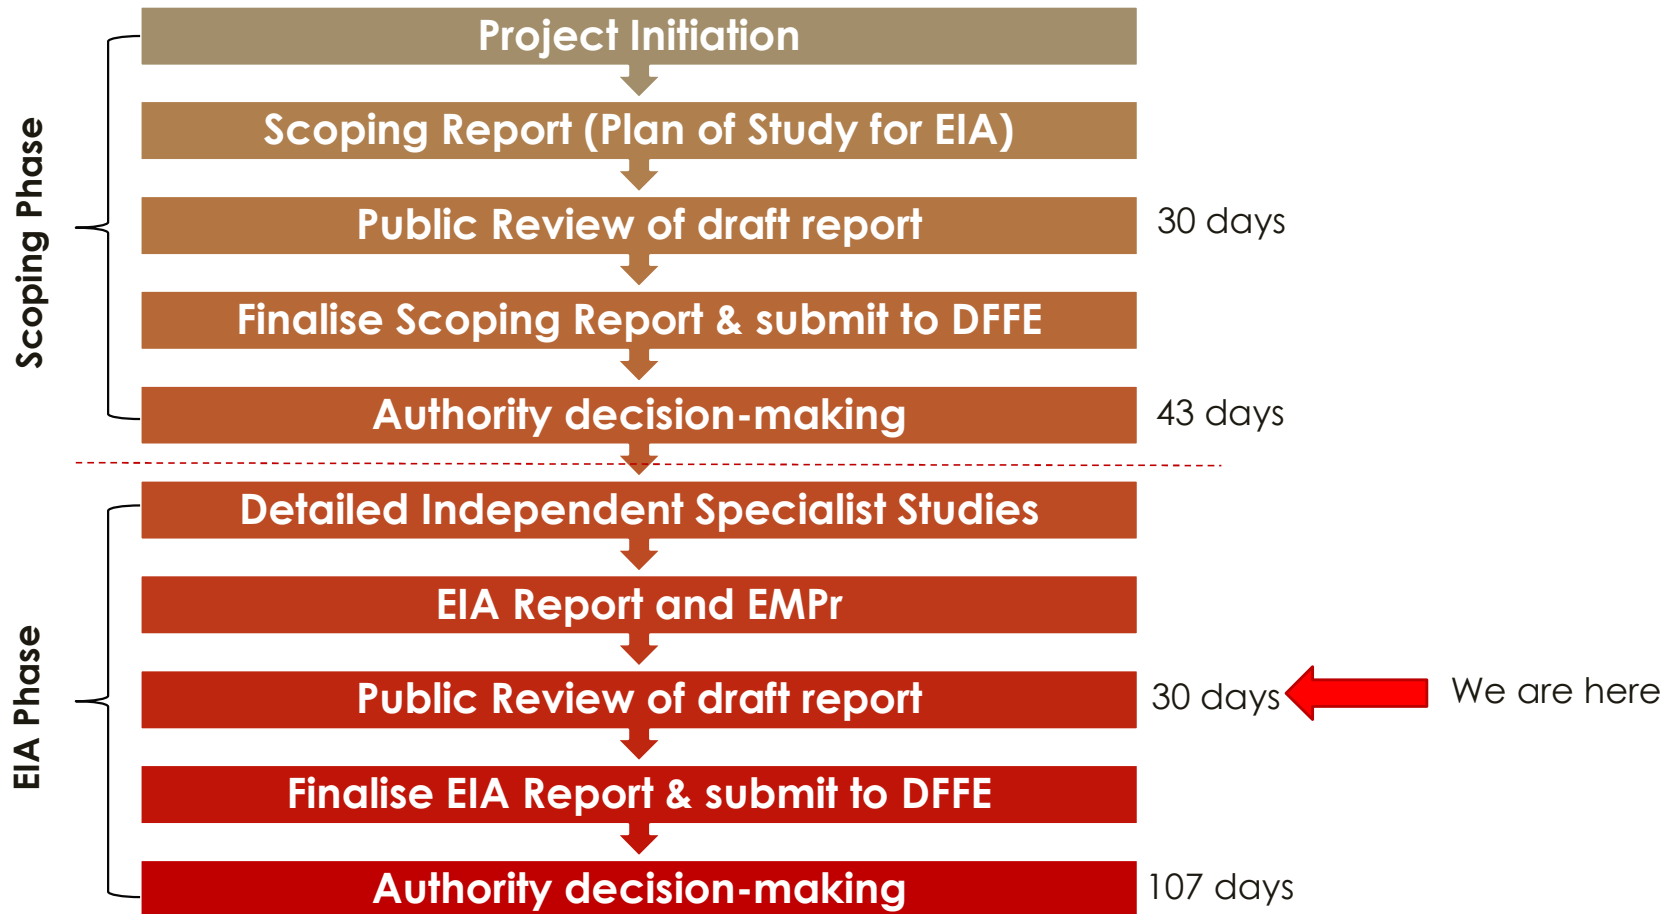 Project Initiation
Scoping Report (Plan of Study for EIA)
Public Review of draft report
30 days
Finalise Scoping Report & submit to DFFE
Authority decision-making
43 days
Scoping Phase
Detailed Independent Specialist Studies
EIA Report and EMPr
Public Review of draft report
30 days
We are here
Finalise EIA Report & submit to DFFE
Authority decision-making
107 days
EIA Phase